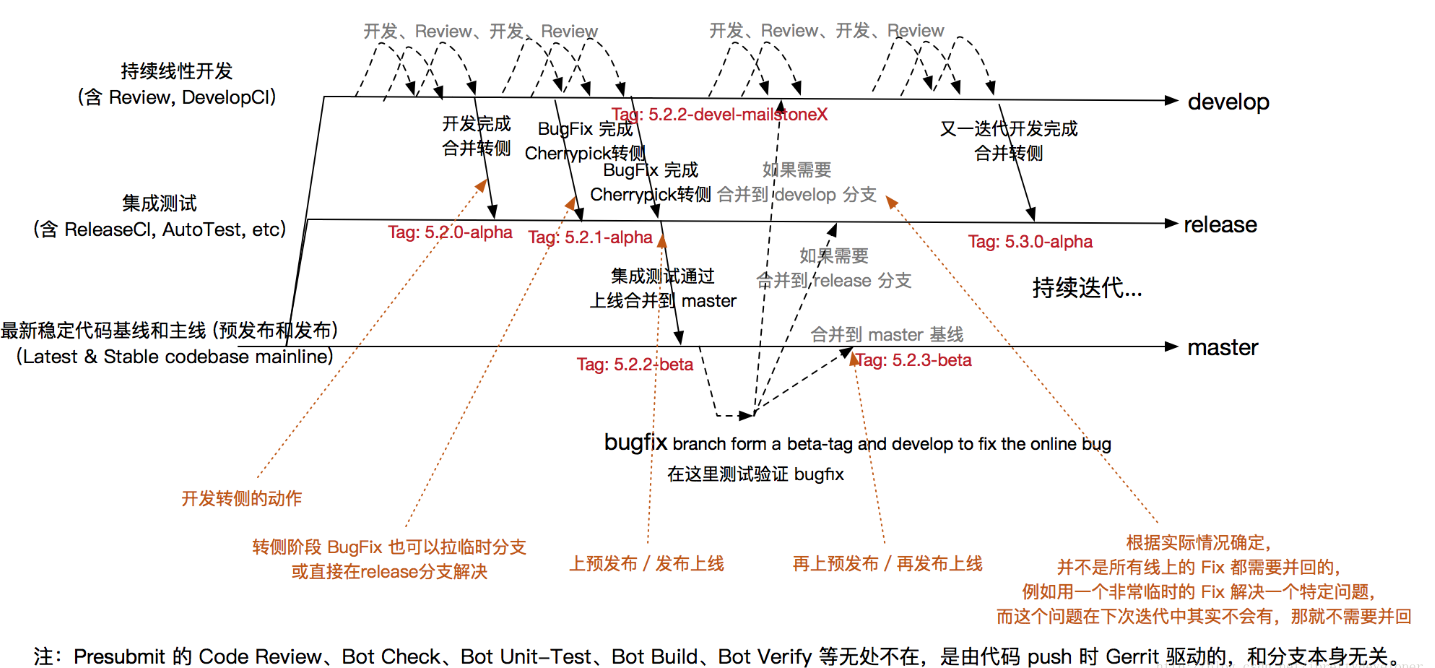 开发、Review、开发、Review
开发、Review、开发、Review
持续线性开发
(含 Review, DevelopCI)
develop
Tag: 5.2.2-devel-mailstoneX
开发完成
合并转侧
BugFix 完成
Cherrypick转侧
BugFix 完成
Cherrypick转侧
又一迭代开发完成
合并转侧
如果需要
合并到 develop 分支
集成测试
(含 ReleaseCI, AutoTest, etc)
release
Tag: 5.2.0-alpha
Tag: 5.2.1-alpha
Tag: 5.3.0-alpha
集成测试通过
上线合并到 master
如果需要
合并到 release 分支
持续迭代...
最新稳定代码基线和主线 (预发布和发布)
(Latest & Stable codebase mainline)
合并到 master 基线
master
Tag: 5.2.2-beta
Tag: 5.2.3-beta
bugfix branch form a beta-tag and develop to fix the online bug
在这里测试验证 bugfix
开发转侧的动作
转侧阶段 BugFix 也可以拉临时分支
或直接在release分支解决
上预发布 / 发布上线
再上预发布 / 再发布上线
根据实际情况确定，
并不是所有线上的 Fix 都需要并回的，
例如用一个非常临时的 Fix 解决一个特定问题，
而这个问题在下次迭代中其实不会有，那就不需要并回
注：Presubmit 的 Code Review、Bot Check、Bot Unit-Test、Bot Build、Bot Verify 等无处不在，是由代码 push 时 Gerrit 驱动的，和分支本身无关。